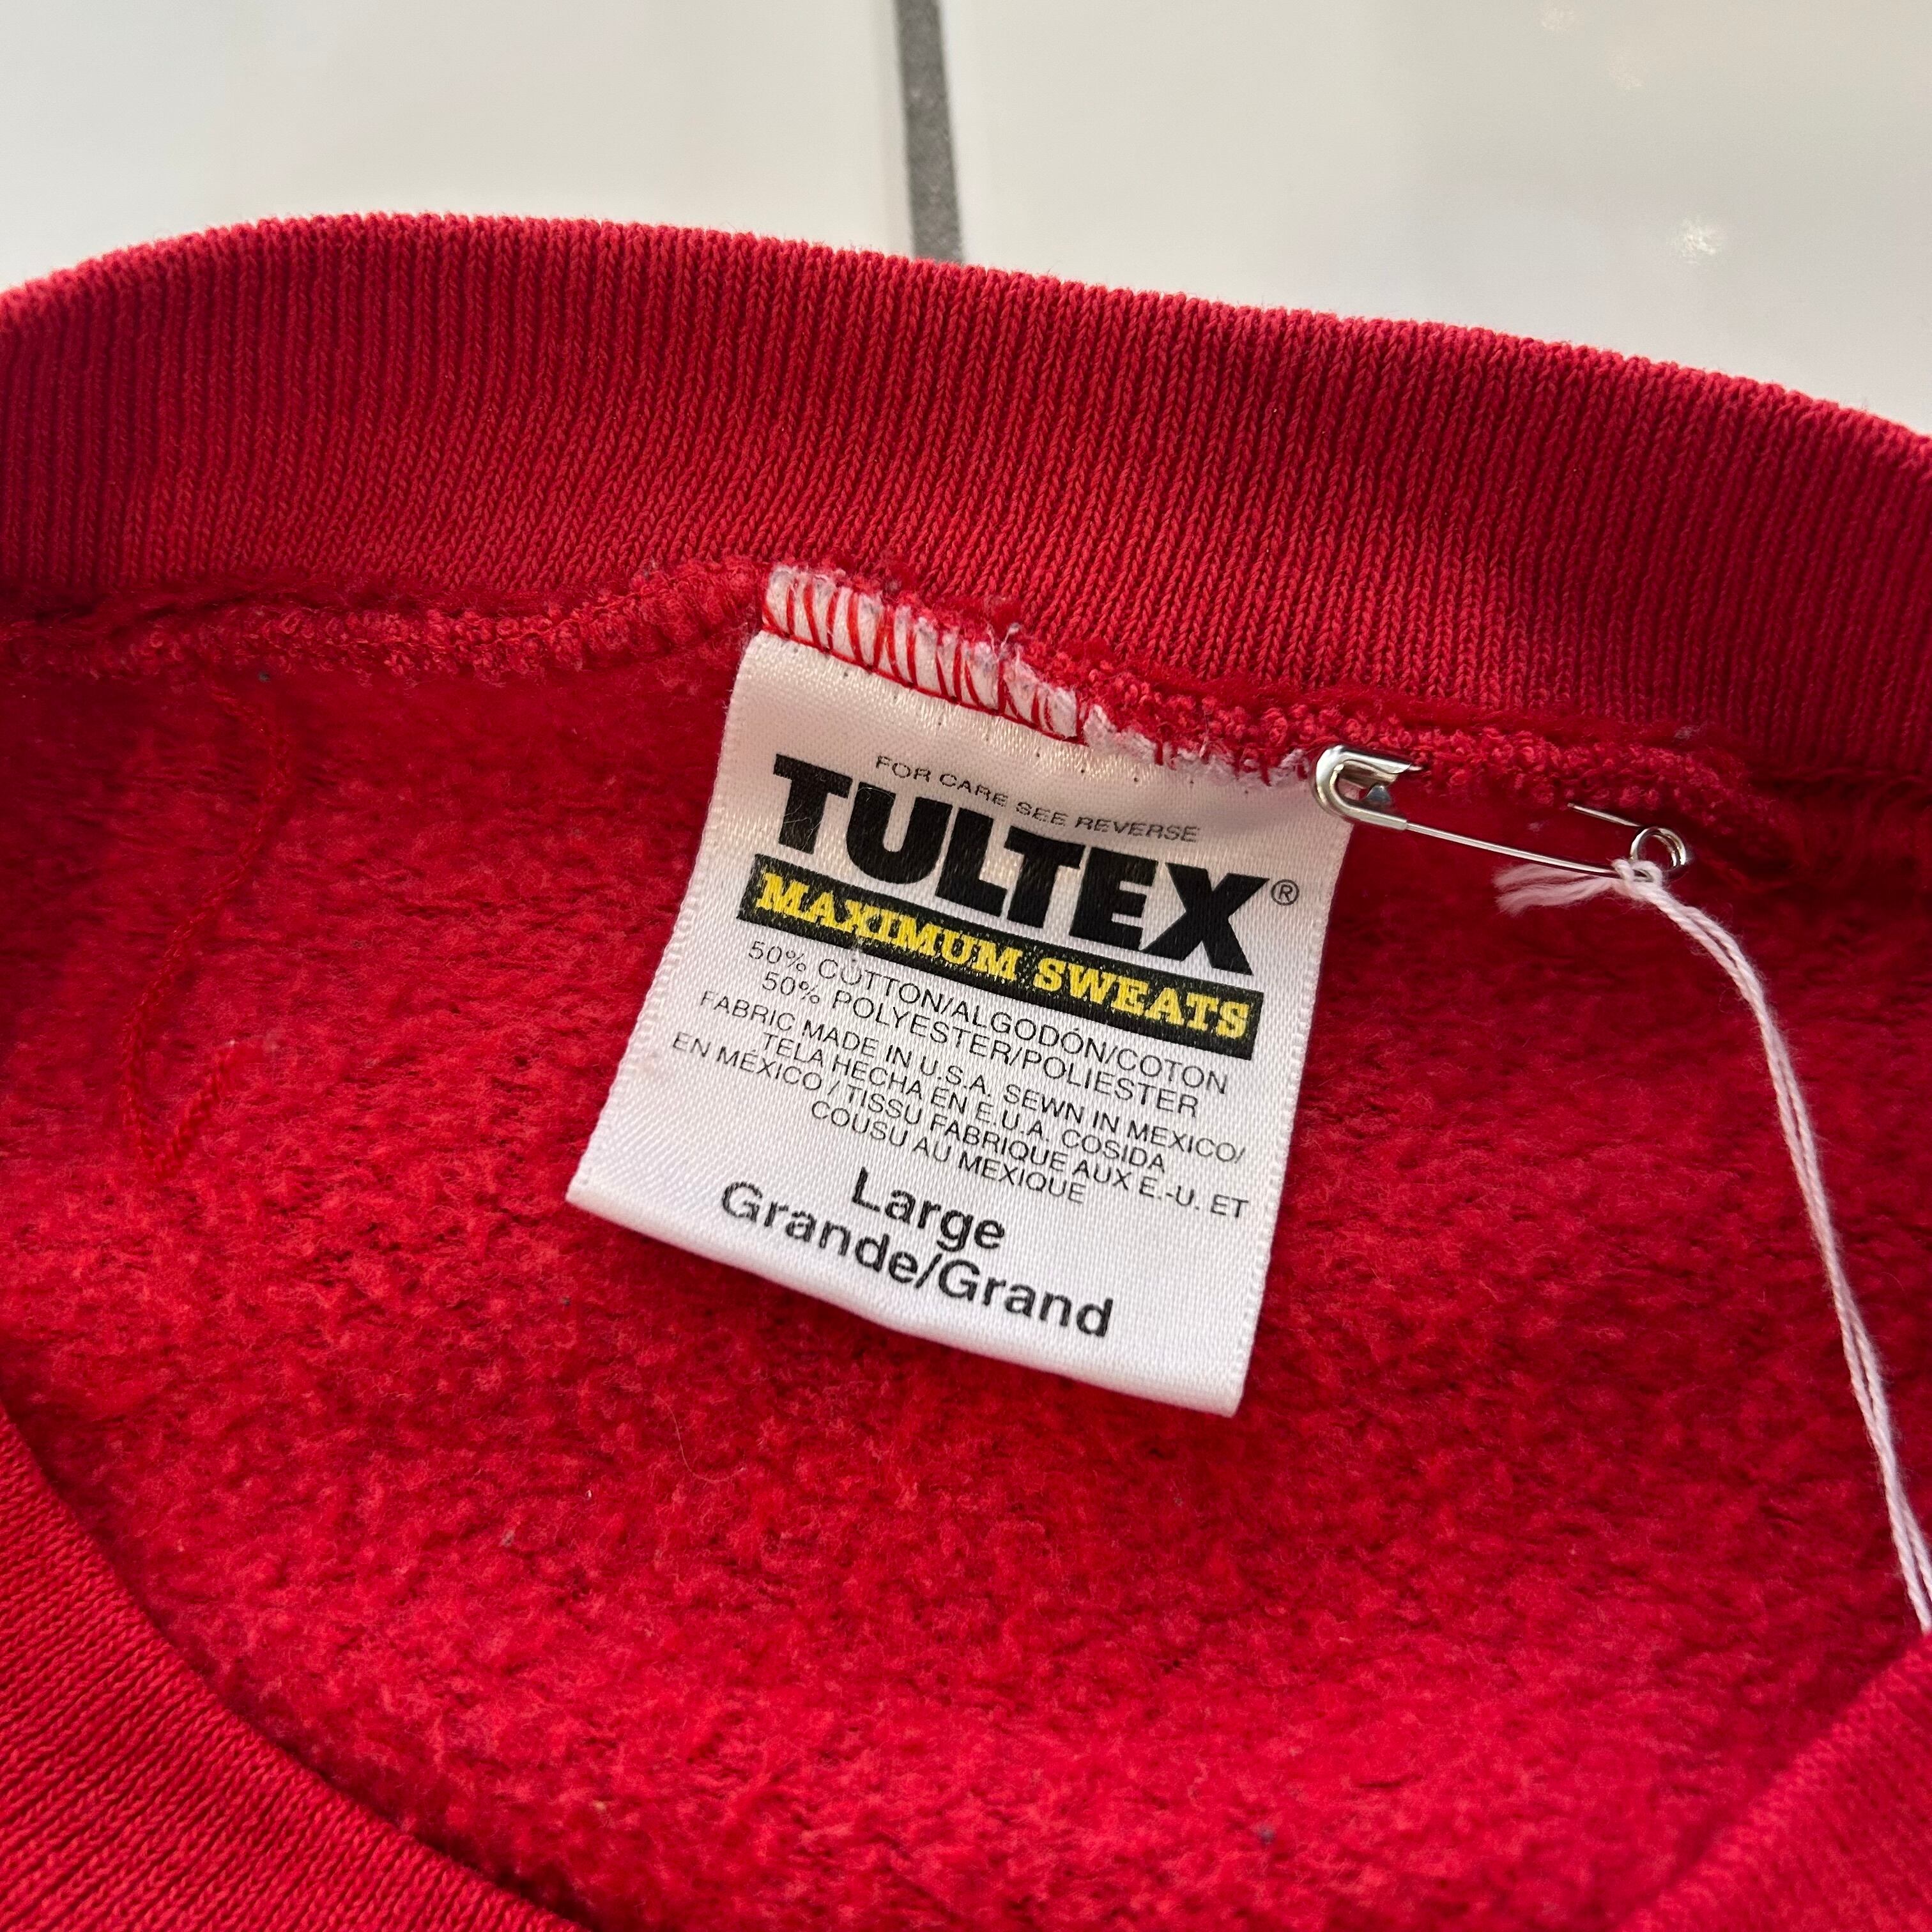 FOR CARE SEE REVERSE
TULTEX®
MAXIMUM SWEATS
50% COTTON/ALGODÓN/COTON
50% POLYESTER/POLIESTER
FABRIC MADE IN U.S.A. SEWN IN MEXICO/
TELA HECHA EN E.U.A. COSIDA
EN MÉXICO / TISSU FABRIQUE AUX E.-U. ET
COUSU AU MEXIQUE
Large
Grande/Grand